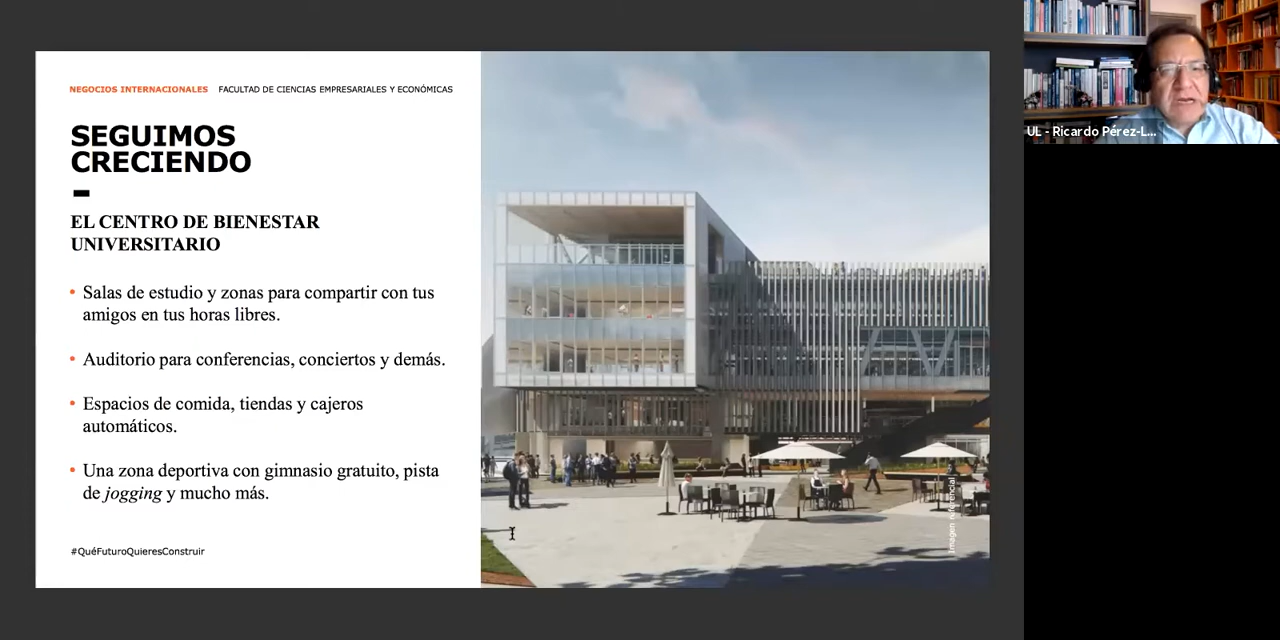 NEGOCIOS INTERNACIONALES FACULTAD DE CIENCIAS EMPRESARIALES Y ECONÓMICAS
SEGUIMOS
CRECIENDO
EL CENTRO DE BIENESTAR
UNIVERSITARIO
• Salas de estudio y zonas para compartir con tus
amigos en tus horas libres.
• Auditorio para conferencias, conciertos y demás.
• Espacios de comida, tiendas y cajeros
automáticos.
• Una zona deportiva con gimnasio gratuito, pista
de jogging y mucho más.
#QuéFuturoQuieresConstruir
Imagen referencial
UL - Ricardo Pérez-L...